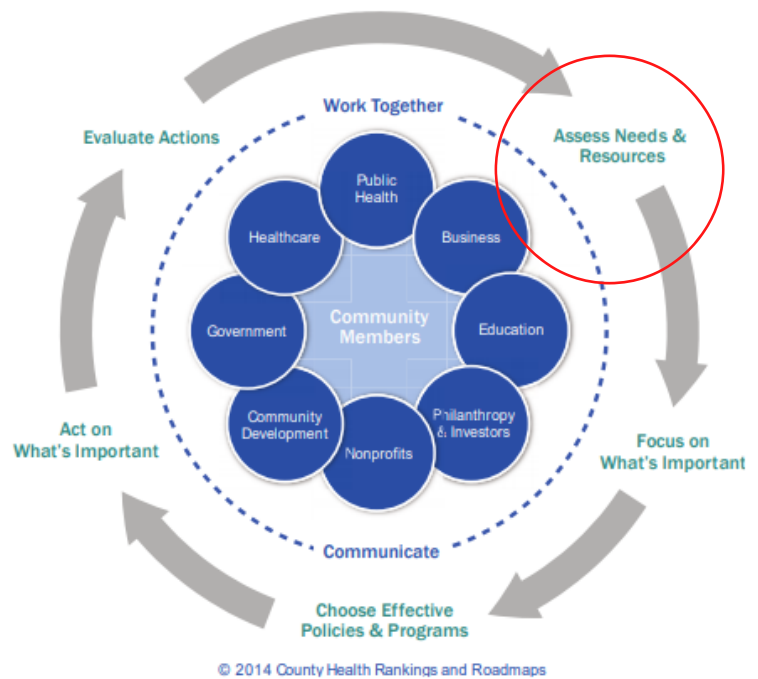 Work Together
Evaluate Actions
Assess Needs &
Resources
Public
Health
Healthcare
Business
Government
Community
Members
Education
Community
Development
Philanthropy
& Investors
Nonprofits
Act on
What's Important
Focus on
What's Important
Communicate
Choose Effective
Policies & Programs
© 2014 County Health Rankings and Roadmaps